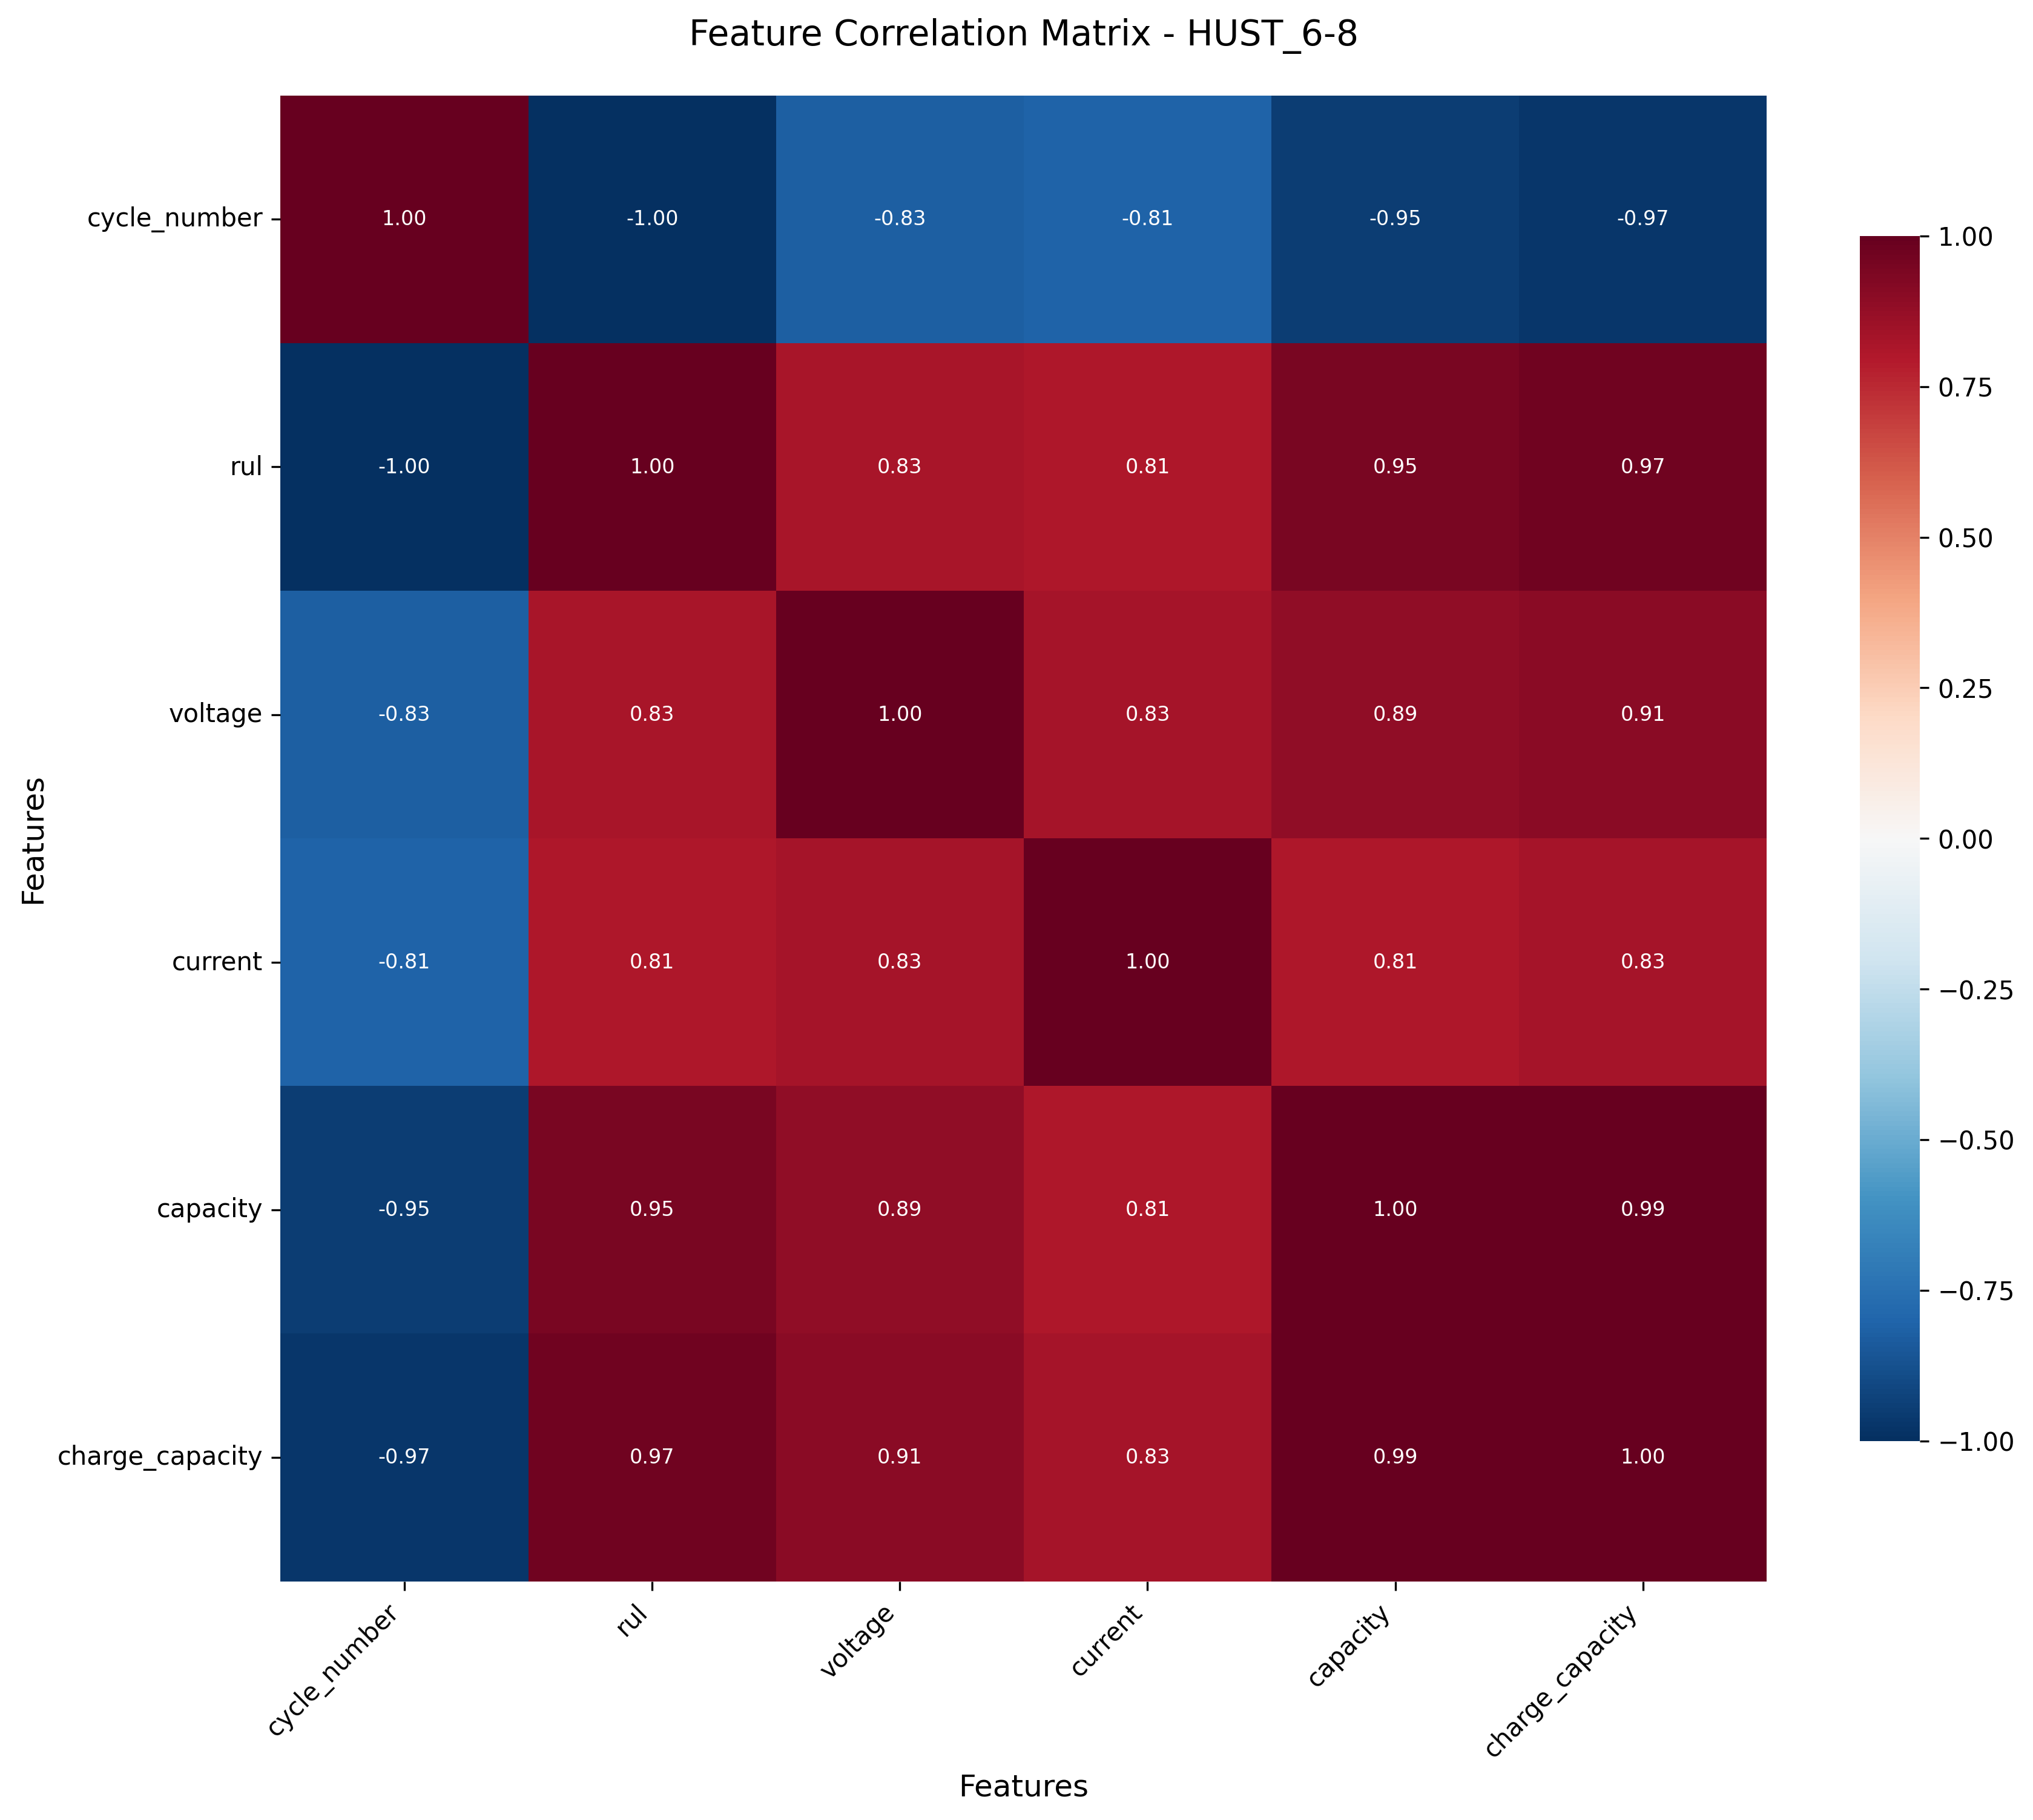 Feature Correlation Matrix - HUST_6-8
Features
cycle_number 1.00 -1.00 -0.83 -0.81 -0.95 -0.97
rul -1.00 1.00 0.83 0.81 0.95 0.97
voltage -0.83 0.83 1.00 0.83 0.89 0.91
current -0.81 0.81 0.83 1.00 0.81 0.83
capacity -0.95 0.95 0.89 0.81 1.00 0.99
charge_capacity -0.97 0.97 0.91 0.83 0.99 1.00
cycle_number rul voltage current capacity charge_capacity
Features
1.00
0.75
0.50
0.25
0.00
−0.25
−0.50
−0.75
−1.00